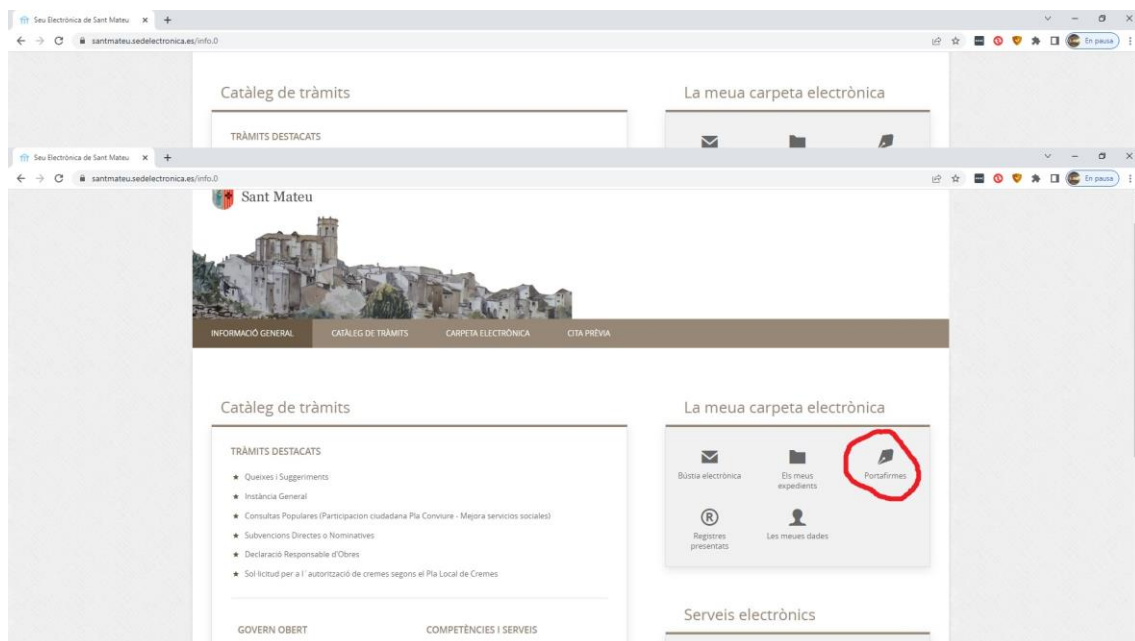 Seu Electrònica de Sant Mateu
santmateu.sedelectronica.es/info.0
En pausa
Catàleg de tràmits
La meua carpeta electrònica
TRÀMITS DESTACATS
Seu Electrònica de Sant Mateu
santmateu.sedelectronica.es/info.0
En pausa
Sant Mateu
INFORMACIÓ GENERAL CATÀLEG DE TRÀMITS CARPETA ELECTRÒNICA CITA PRÈVIA
Catàleg de tràmits
TRÀMITS DESTACATS
★ Queixes i Suggeriments
★ Instància General
★ Consultas Populares (Participacion ciudadana Pla Conviure - Mejora servicios sociales)
★ Subvencions Directes o Nominatives
★ Declaració Responsable d'Obres
★ Sol·licitud per a l´autorització de cremes segons el Pla Local de Cremes
GOVERN OBERT COMPETÈNCIES I SERVEIS
La meua carpeta electrònica
Bústia electrònica Els meus expedients Portafirmes
® Registres presentats Les meues dades
Serveis electrònics